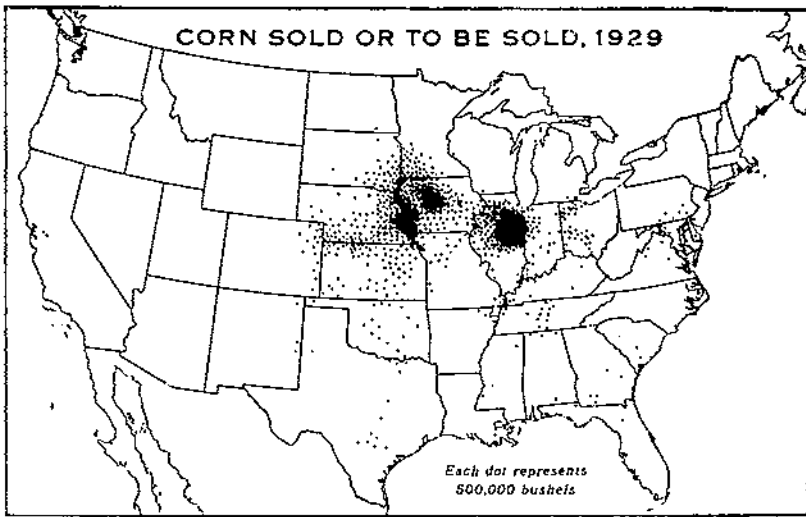 CORN SOLD OR TO BE SOLD, 1929
Each dot represents
500,000 bushels